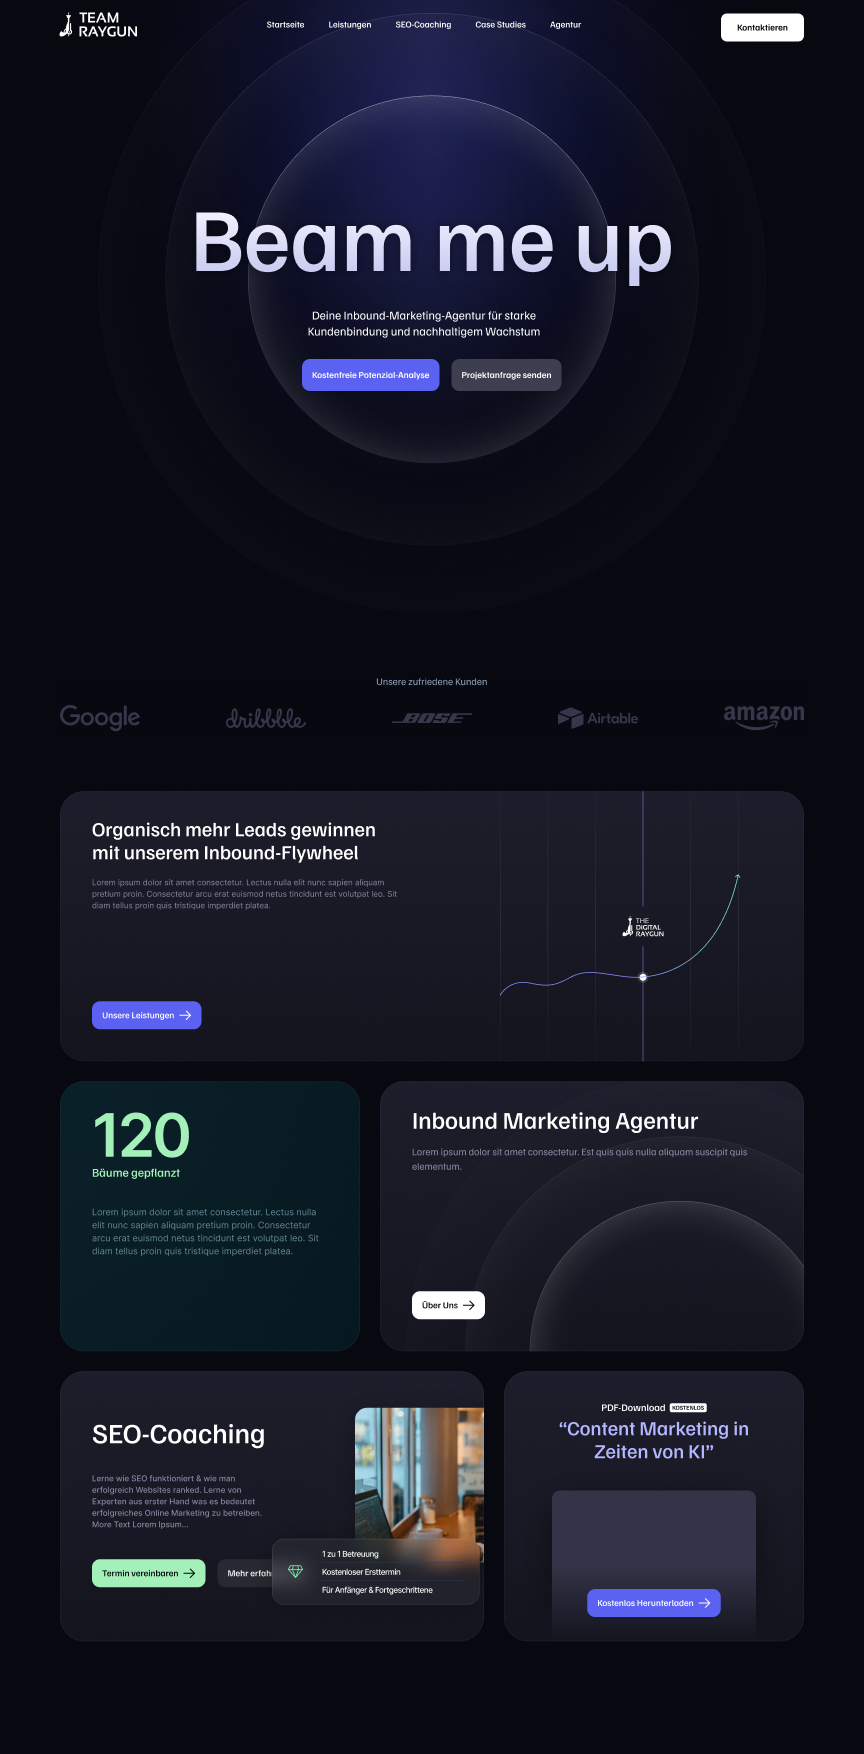 TEAM
RAYGUN
Startseite
Leistungen
SEO-Coaching
Case Studies
Agentur
Kontaktieren
Beam me up
Deine Inbound-Marketing-Agentur für starke
Kundenbindung und nachhaltigem Wachstum
Kostenfreie Potenzial-Analyse
Projektanfrage senden
Unsere zufriedene Kunden
Google
dribbble
BOSE
Airtable
amazon
Organisch mehr Leads gewinnen
mit unserem Inbound-Flywheel
Lorem ipsum dolor sit amet consectetur. Lectus nulla elit nunc sapien aliquam
pretium proin. Consectetur arcu erat euismod netus tincidunt est volutpat leo. Sit
diam tellus proin quis tristique imperdiet platea.
THE
DIGITAL
RAYGUN
Unsere Leistungen
120
Bäume gepflanzt
Lorem ipsum dolor sit amet consectetur. Lectus nulla
elit nunc sapien aliquam pretium proin. Consectetur
arcu erat euismod netus tincidunt est volutpat leo. Sit
diam tellus proin quis tristique imperdiet platea.
Inbound Marketing Agentur
Lorem ipsum dolor sit amet consectetur. Est quis quis nulla aliquam suscipit quis
elementum.
Über Uns
SEO-Coaching
Lerne wie SEO funktioniert & wie man
erfolgreich Websites ranked. Lerne von
Experten aus erster Hand was es bedeutet
erfolgreiches Online Marketing zu betreiben.
More Text Lorem Ipsum...
Termin vereinbaren
Mehr erfah
1 zu 1 Betreuung
Kostenloser Ersttermin
Für Anfänger & Fortgeschrittene
PDF-Download KOSTENLOS
“Content Marketing in
Zeiten von KI”
Kostenlos Herunterladen